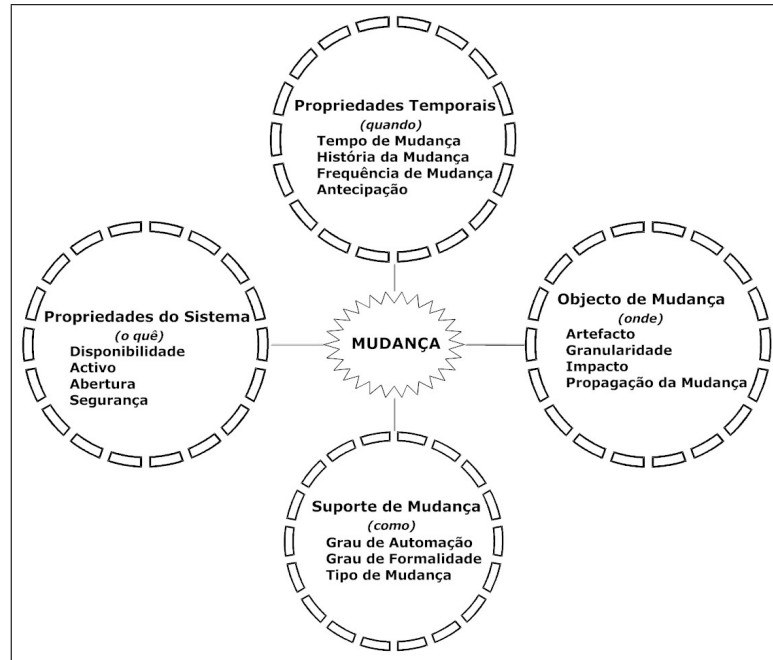 Propriedades Temporais
(quando)
Tempo de Mudança
História da Mudança
Frequência de Mudança
Antecipação
Propriedades do Sistema
(o quê)
Disponibilidade
Activo
Abertura
Segurança
MUDANÇA
Objecto de Mudança
(onde)
Artefacto
Granularidade
Impacto
Propagação da Mudança
Suporte de Mudança
(como)
Grau de Automação
Grau de Formalidade
Tipo de Mudança